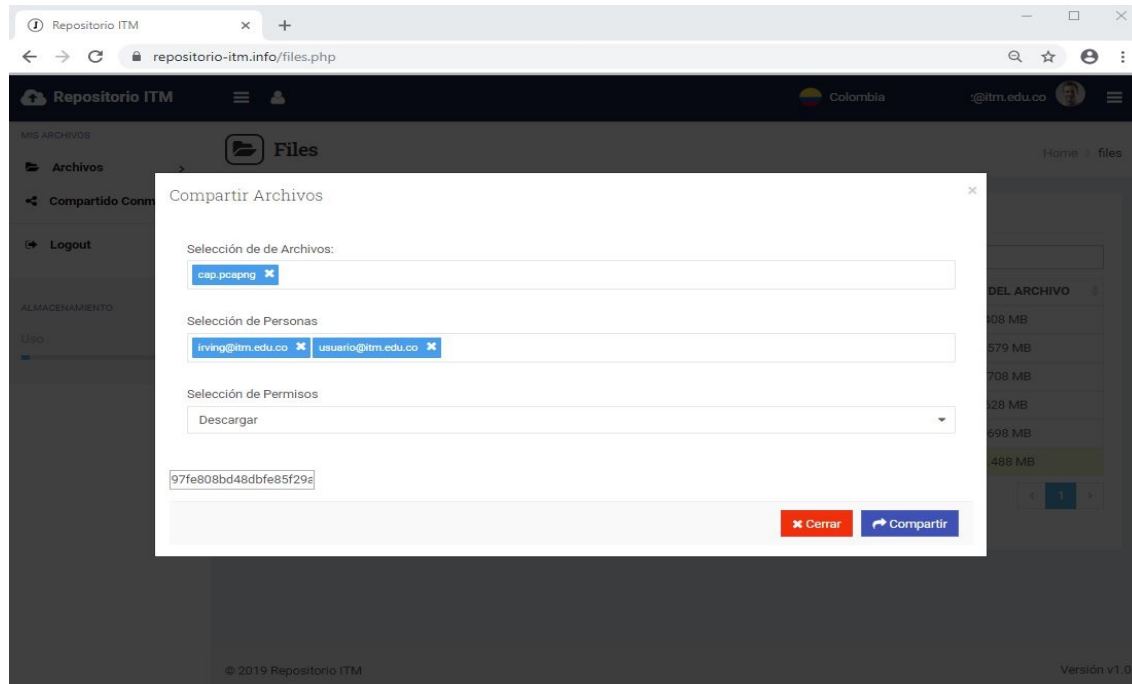 Repositorio ITM
repositorio-itm.info/files.php
Repositorio ITM
Colombia
:@itm.edu.co
MIS ARCHIVOS
Archivos
Compartido Conm
Logout
ALMACENAMIENTO
Uso :
Files
Home
files
Compartir Archivos
Selección de de Archivos:
cap.pcapng
Selección de Personas
irving@itm.edu.co
usuario@itm.edu.co
Selección de Permisos
Descargar
97fe808bd48dbfe85f29a
Cerrar
Compartir
DEL ARCHIVO
408 MB
579 MB
708 MB
628 MB
698 MB
.488 MB
1
© 2019 Repositorio ITM
Versión v1.0